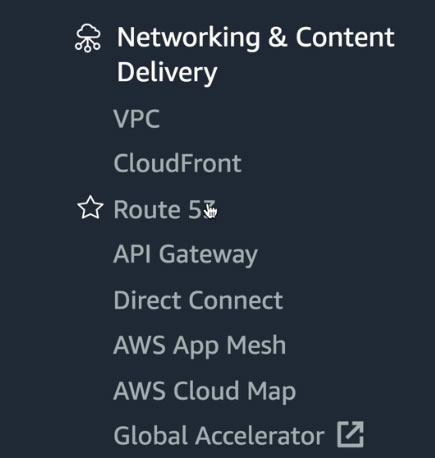 Networking & Content
Delivery
VPC
CloudFront
Route 53
API Gateway
Direct Connect
AWS App Mesh
AWS Cloud Map
Global Accelerator